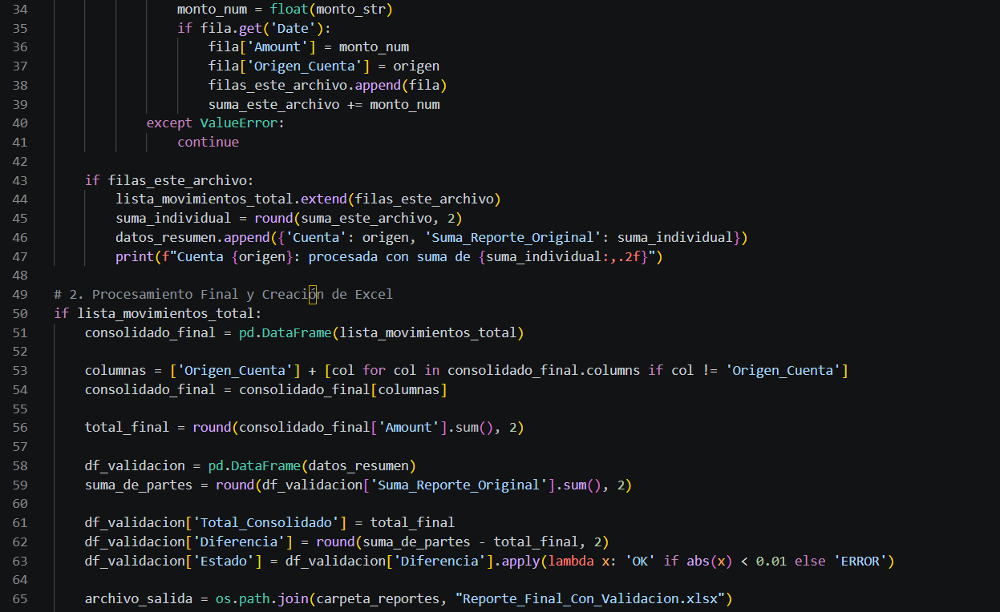 34 monto_num = float(monto_str)
35 if fila.get('Date'):
36 fila['Amount'] = monto_num
37 fila['Origen_Cuenta'] = origen
38 filas_este_archivo.append(fila)
39 suma_este_archivo += monto_num
40 except ValueError:
41 continue
42
43 if filas_este_archivo:
44 lista_movimientos_total.extend(filas_este_archivo)
45 suma_individual = round(suma_este_archivo, 2)
46 datos_resumen.append({'Cuenta': origen, 'Suma_Reporte_Original': suma_individual})
47 print(f"Cuenta {origen}: procesada con suma de {suma_individual:,.2f}")
48
49 # 2. Procesamiento Final y Creación de Excel
50 if lista_movimientos_total:
51 consolidado_final = pd.DataFrame(lista_movimientos_total)
52
53 columnas = ['Origen_Cuenta'] + [col for col in consolidado_final.columns if col != 'Origen_Cuenta']
54 consolidado_final = consolidado_final[columnas]
55
56 total_final = round(consolidado_final['Amount'].sum(), 2)
57
58 df_validacion = pd.DataFrame(datos_resumen)
59 suma_de_partes = round(df_validacion['Suma_Reporte_Original'].sum(), 2)
60
61 df_validacion['Total_Consolidado'] = total_final
62 df_validacion['Diferencia'] = round(suma_de_partes - total_final, 2)
63 df_validacion['Estado'] = df_validacion['Diferencia'].apply(lambda x: 'OK' if abs(x) < 0.01 else 'ERROR')
64
65 archivo_salida = os.path.join(carpeta_reportes, "Reporte_Final_Con_Validacion.xlsx")